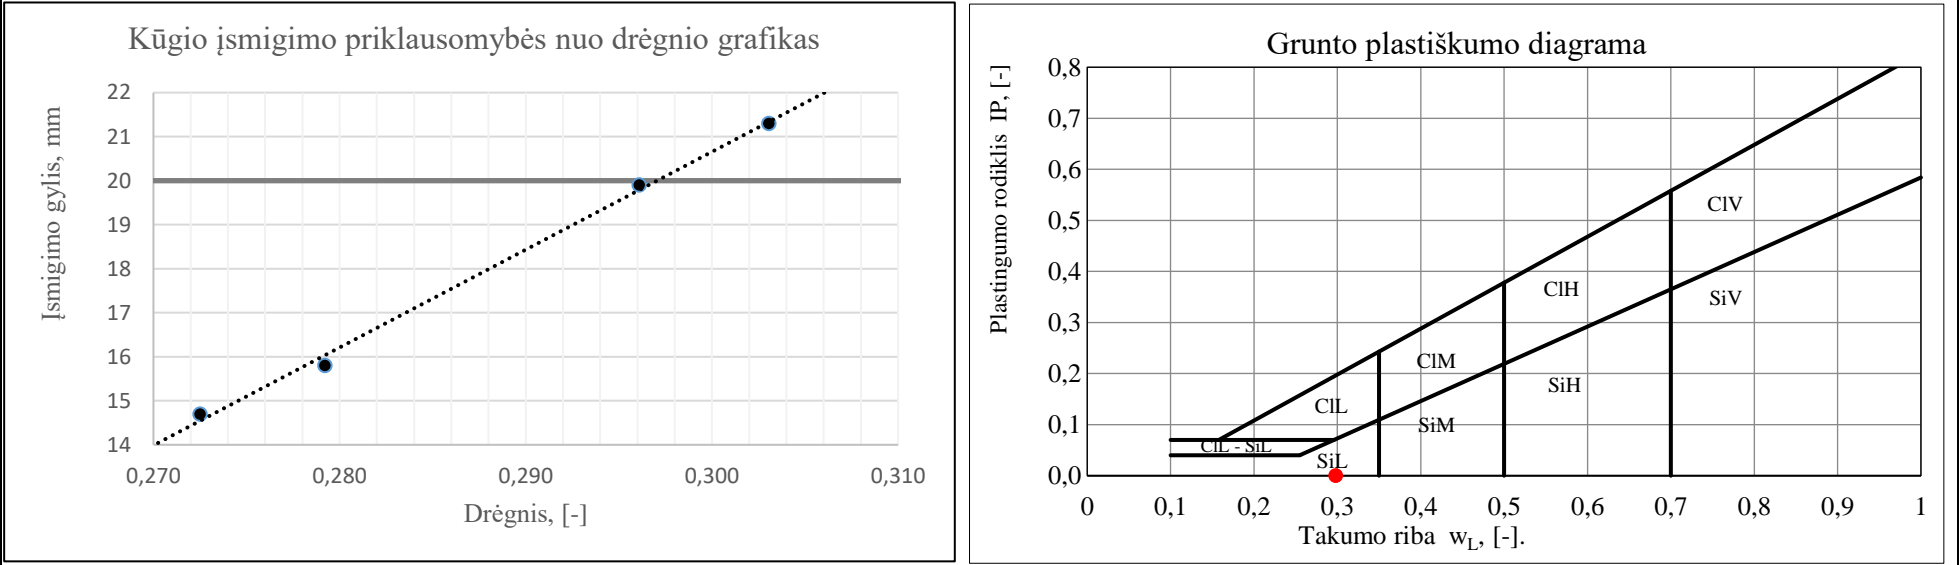 Kūgio įsmigimo priklausomybės nuo drėgnio grafikas
Įsmigimo gylis, mm
22
21
20
19
18
17
16
15
14
0,270 0,280 0,290 0,300 0,310
Drėgnis, [-]
Grunto plastiškumo diagrama
Plastingumo rodiklis IP, [-]
0,8
0,7
0,6
0,5
0,4
0,3
0,2
0,1
0,0
ClV
SiV
ClH
SiH
ClM
SiM
ClL
ClL - SiL
SiL
0 0,1 0,2 0,3 0,4 0,5 0,6 0,7 0,8 0,9 1
Takumo riba wL, [-].